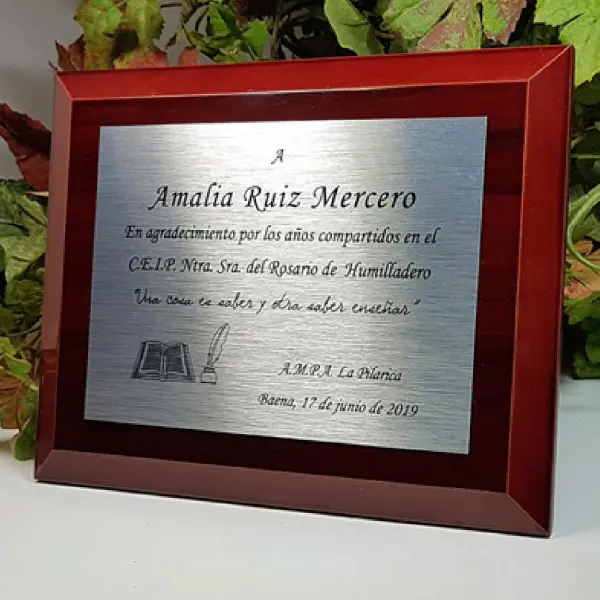 A
Amalia Ruiz Mercero
En agradecimiento por los años compartidos en el
C.E.I.P. Ntra. Sra. del Rosario de Humilladero
"Una cosa es saber y otra saber enseñar"
A.M.P.A. La Pilarica
Baena, 17 de junio de 2019